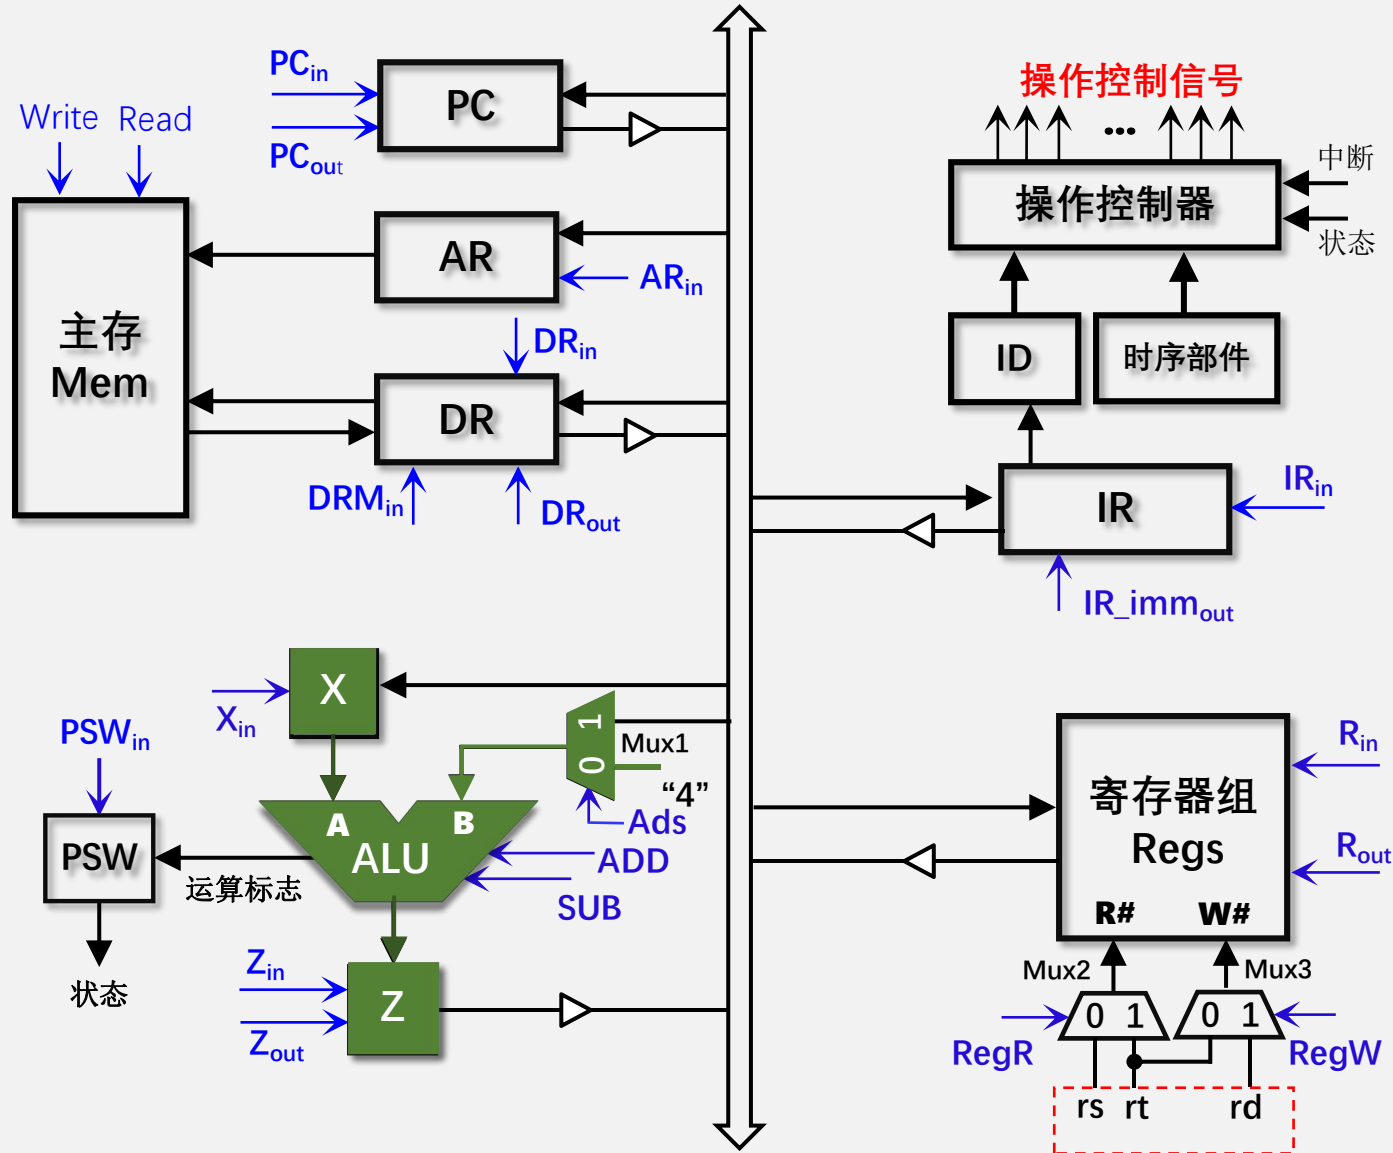 PCin
PC
PCout
Write
Read
操作控制信号
•••
中断
操作控制器
状态
AR
ARin
主存
Mem
DRin
DR
DRMin
DRout
ID
时序部件
IR
IRin
IR_immout
X
Xin
PSWin
1
0
Mux1
“4”
Ads
A
B
ALU
ADD
SUB
PSW
运算标志
状态
Zin
Z
Zout
寄存器组
Regs
Rin
Rout
R#
W#
Mux2
Mux3
0 1
0 1
RegR
RegW
rs rt rd